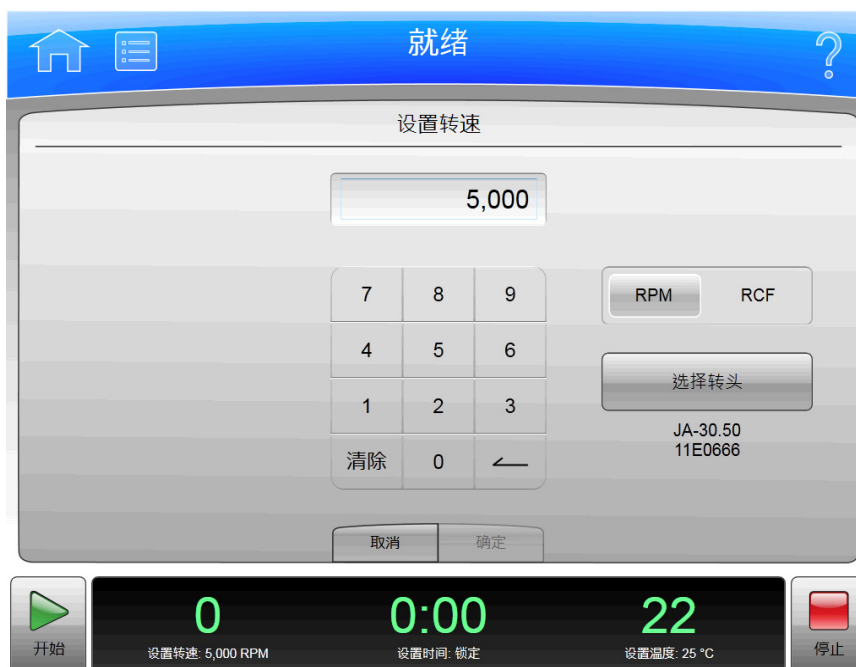 就绪
设置转速
5,000
7 8 9
RPM RCF
4 5 6
选择转头
1 2 3
JA-30.50
11E0666
清除 0
取消 确定
0 0:00 22
开始 设置转速: 5,000 RPM 设置时间: 锁定 设置温度: 25 °C 停止